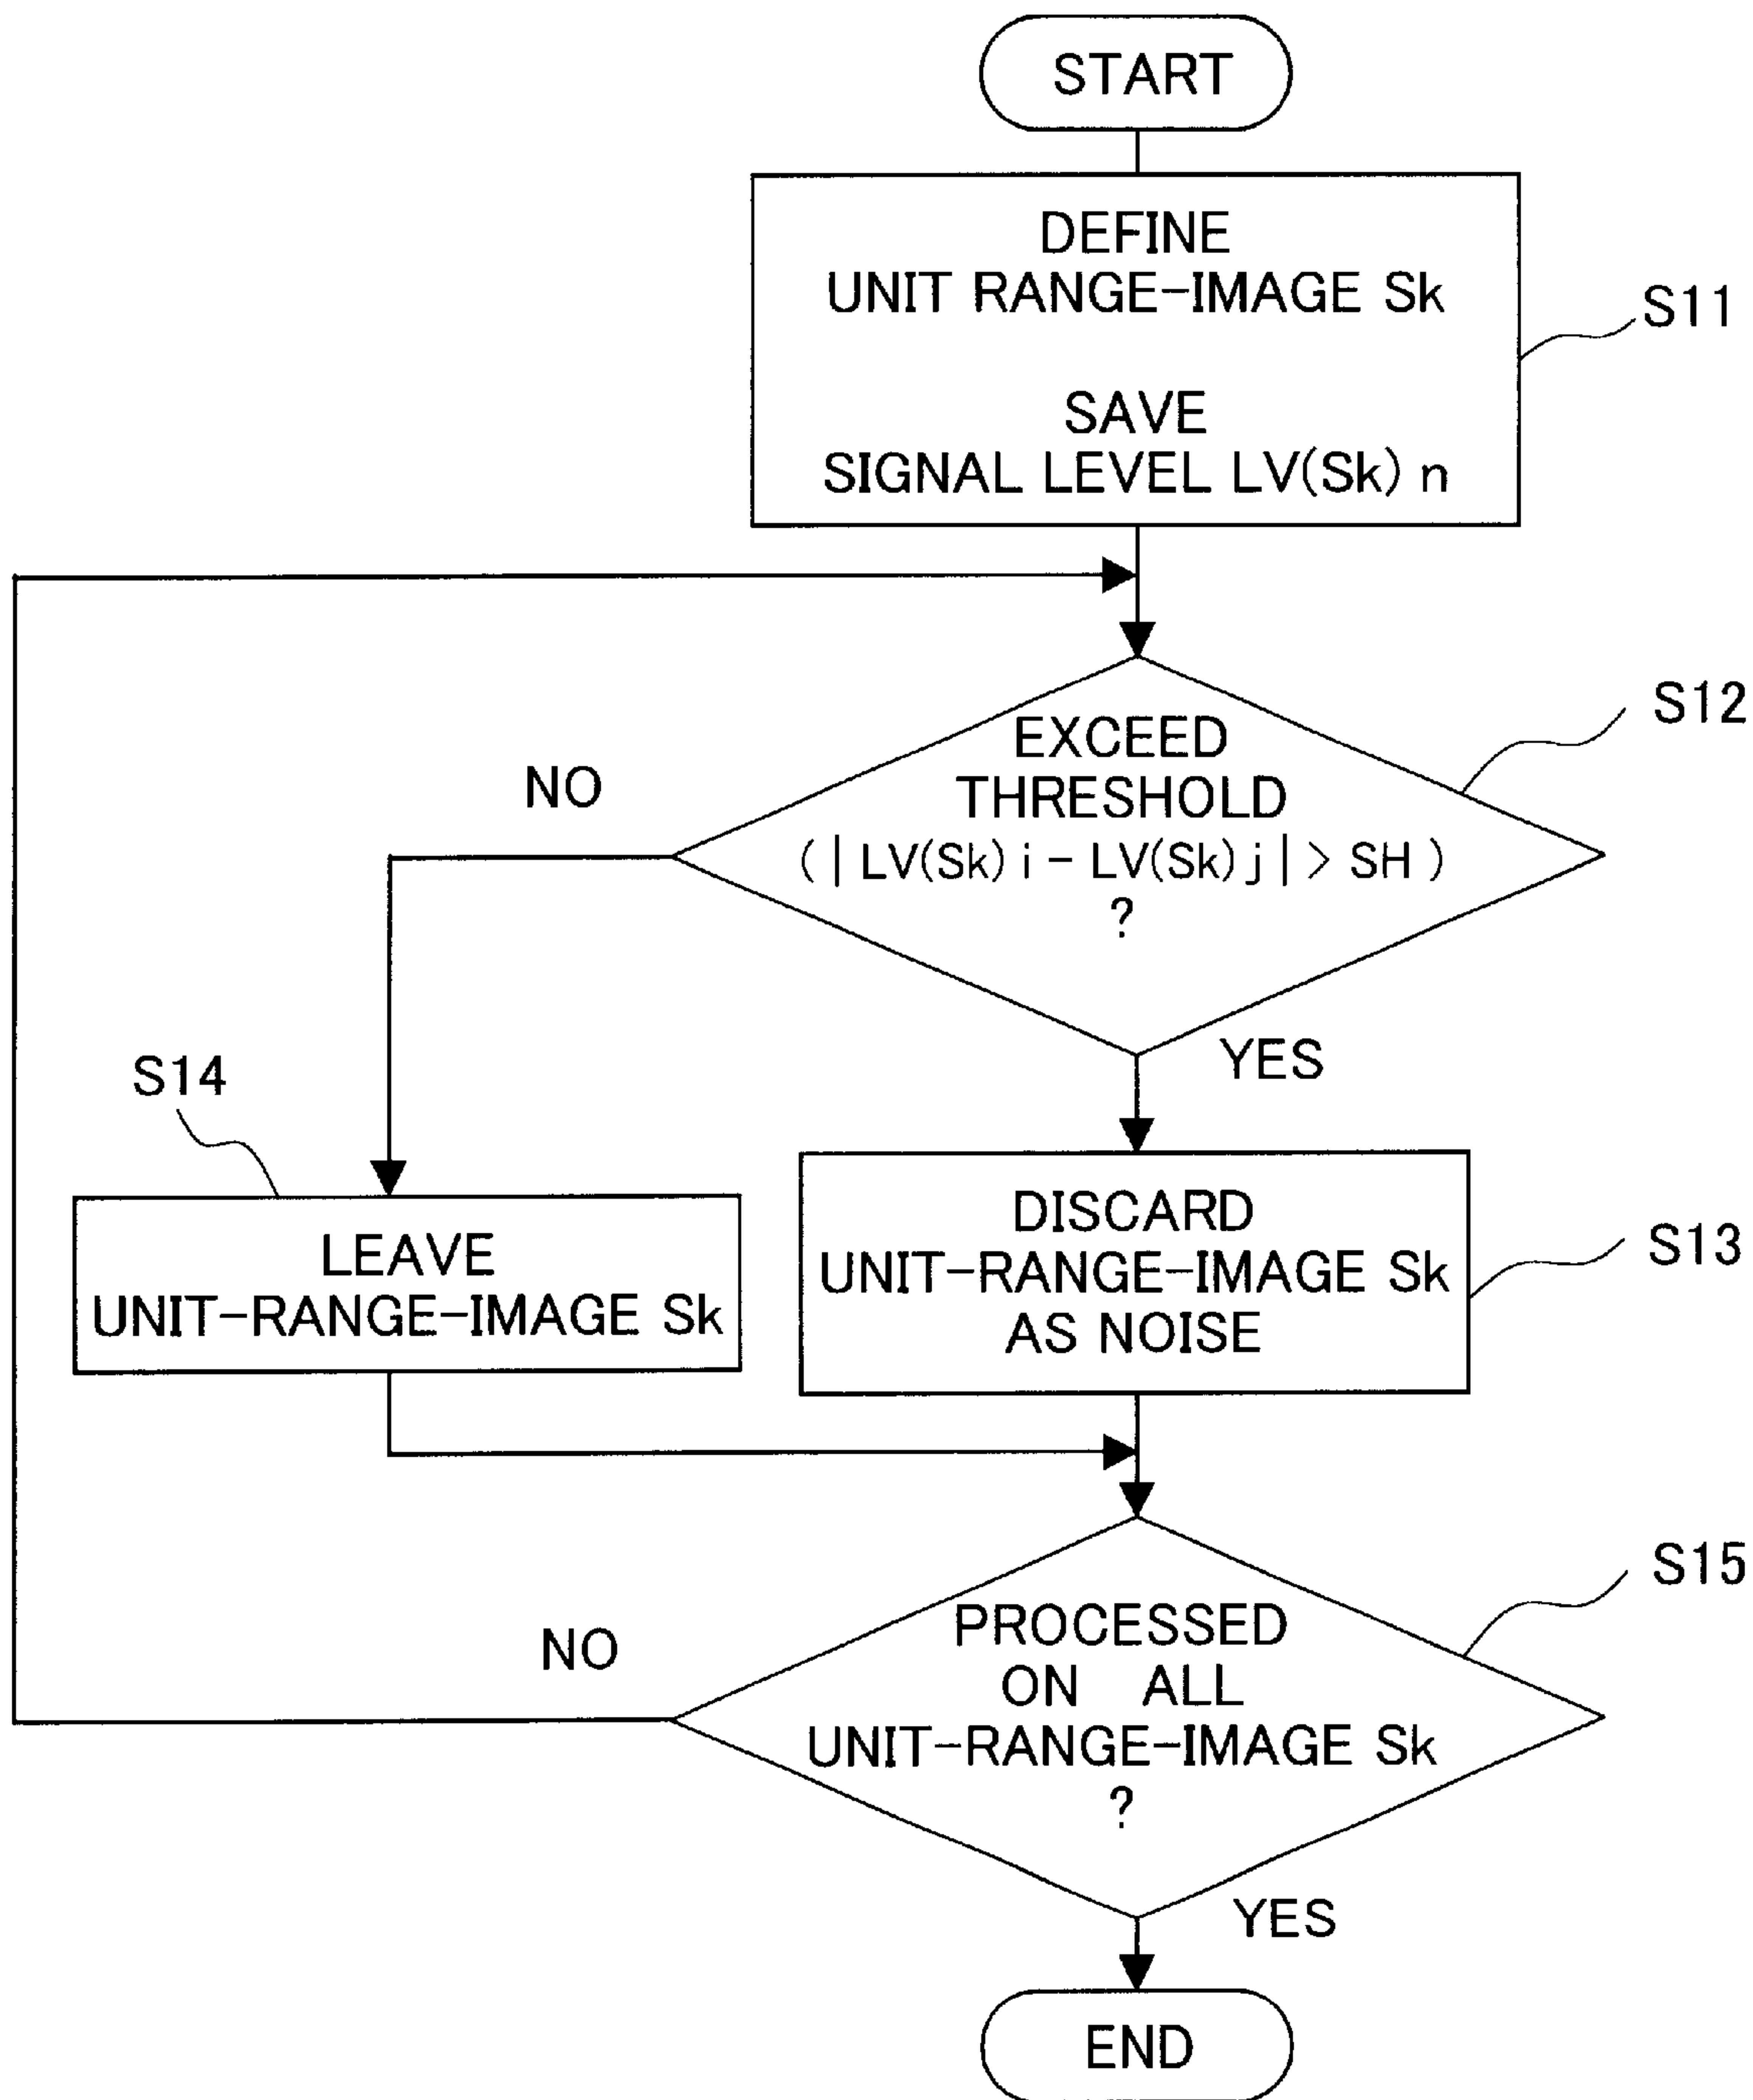 START
DEFINE
UNIT RANGE-IMAGE Sk
SAVE
SIGNAL LEVEL LV(Sk) n
S11
EXCEED
THRESHOLD
( | LV(Sk) i - LV(Sk) j | > SH )
?
S12
NO
YES
S14
LEAVE
UNIT-RANGE-IMAGE Sk
DISCARD
UNIT-RANGE-IMAGE Sk
AS NOISE
S13
PROCESSED
ON ALL
UNIT-RANGE-IMAGE Sk
?
S15
NO
YES
END